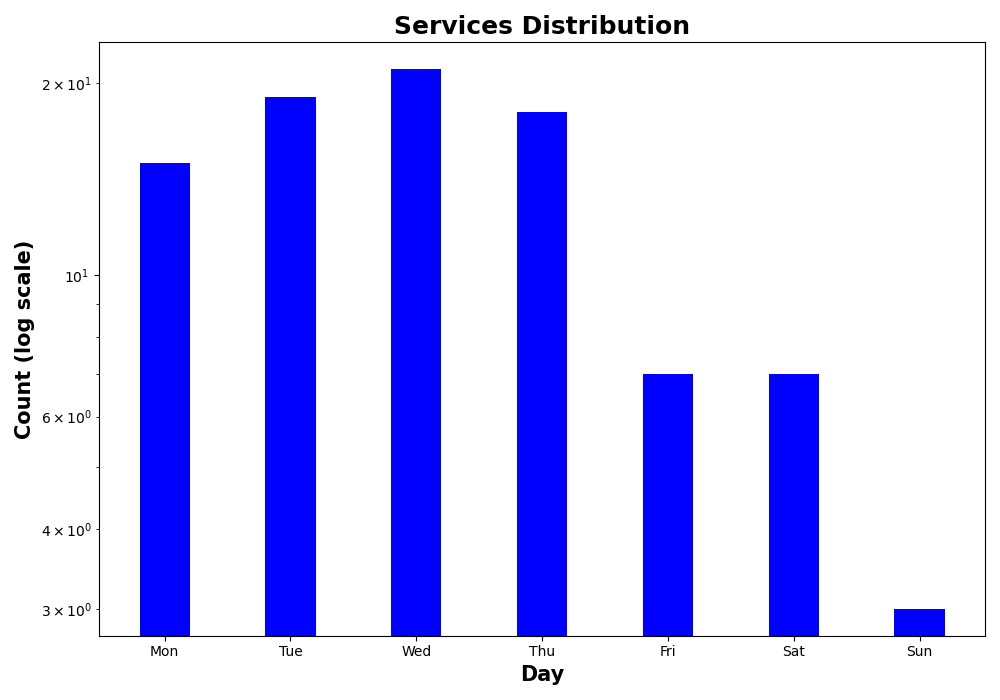 Services Distribution
Count (log scale)
2 × 10¹
10¹
6 × 10⁰
4 × 10⁰
3 × 10⁰
Mon Tue Wed Thu Fri Sat Sun
Day